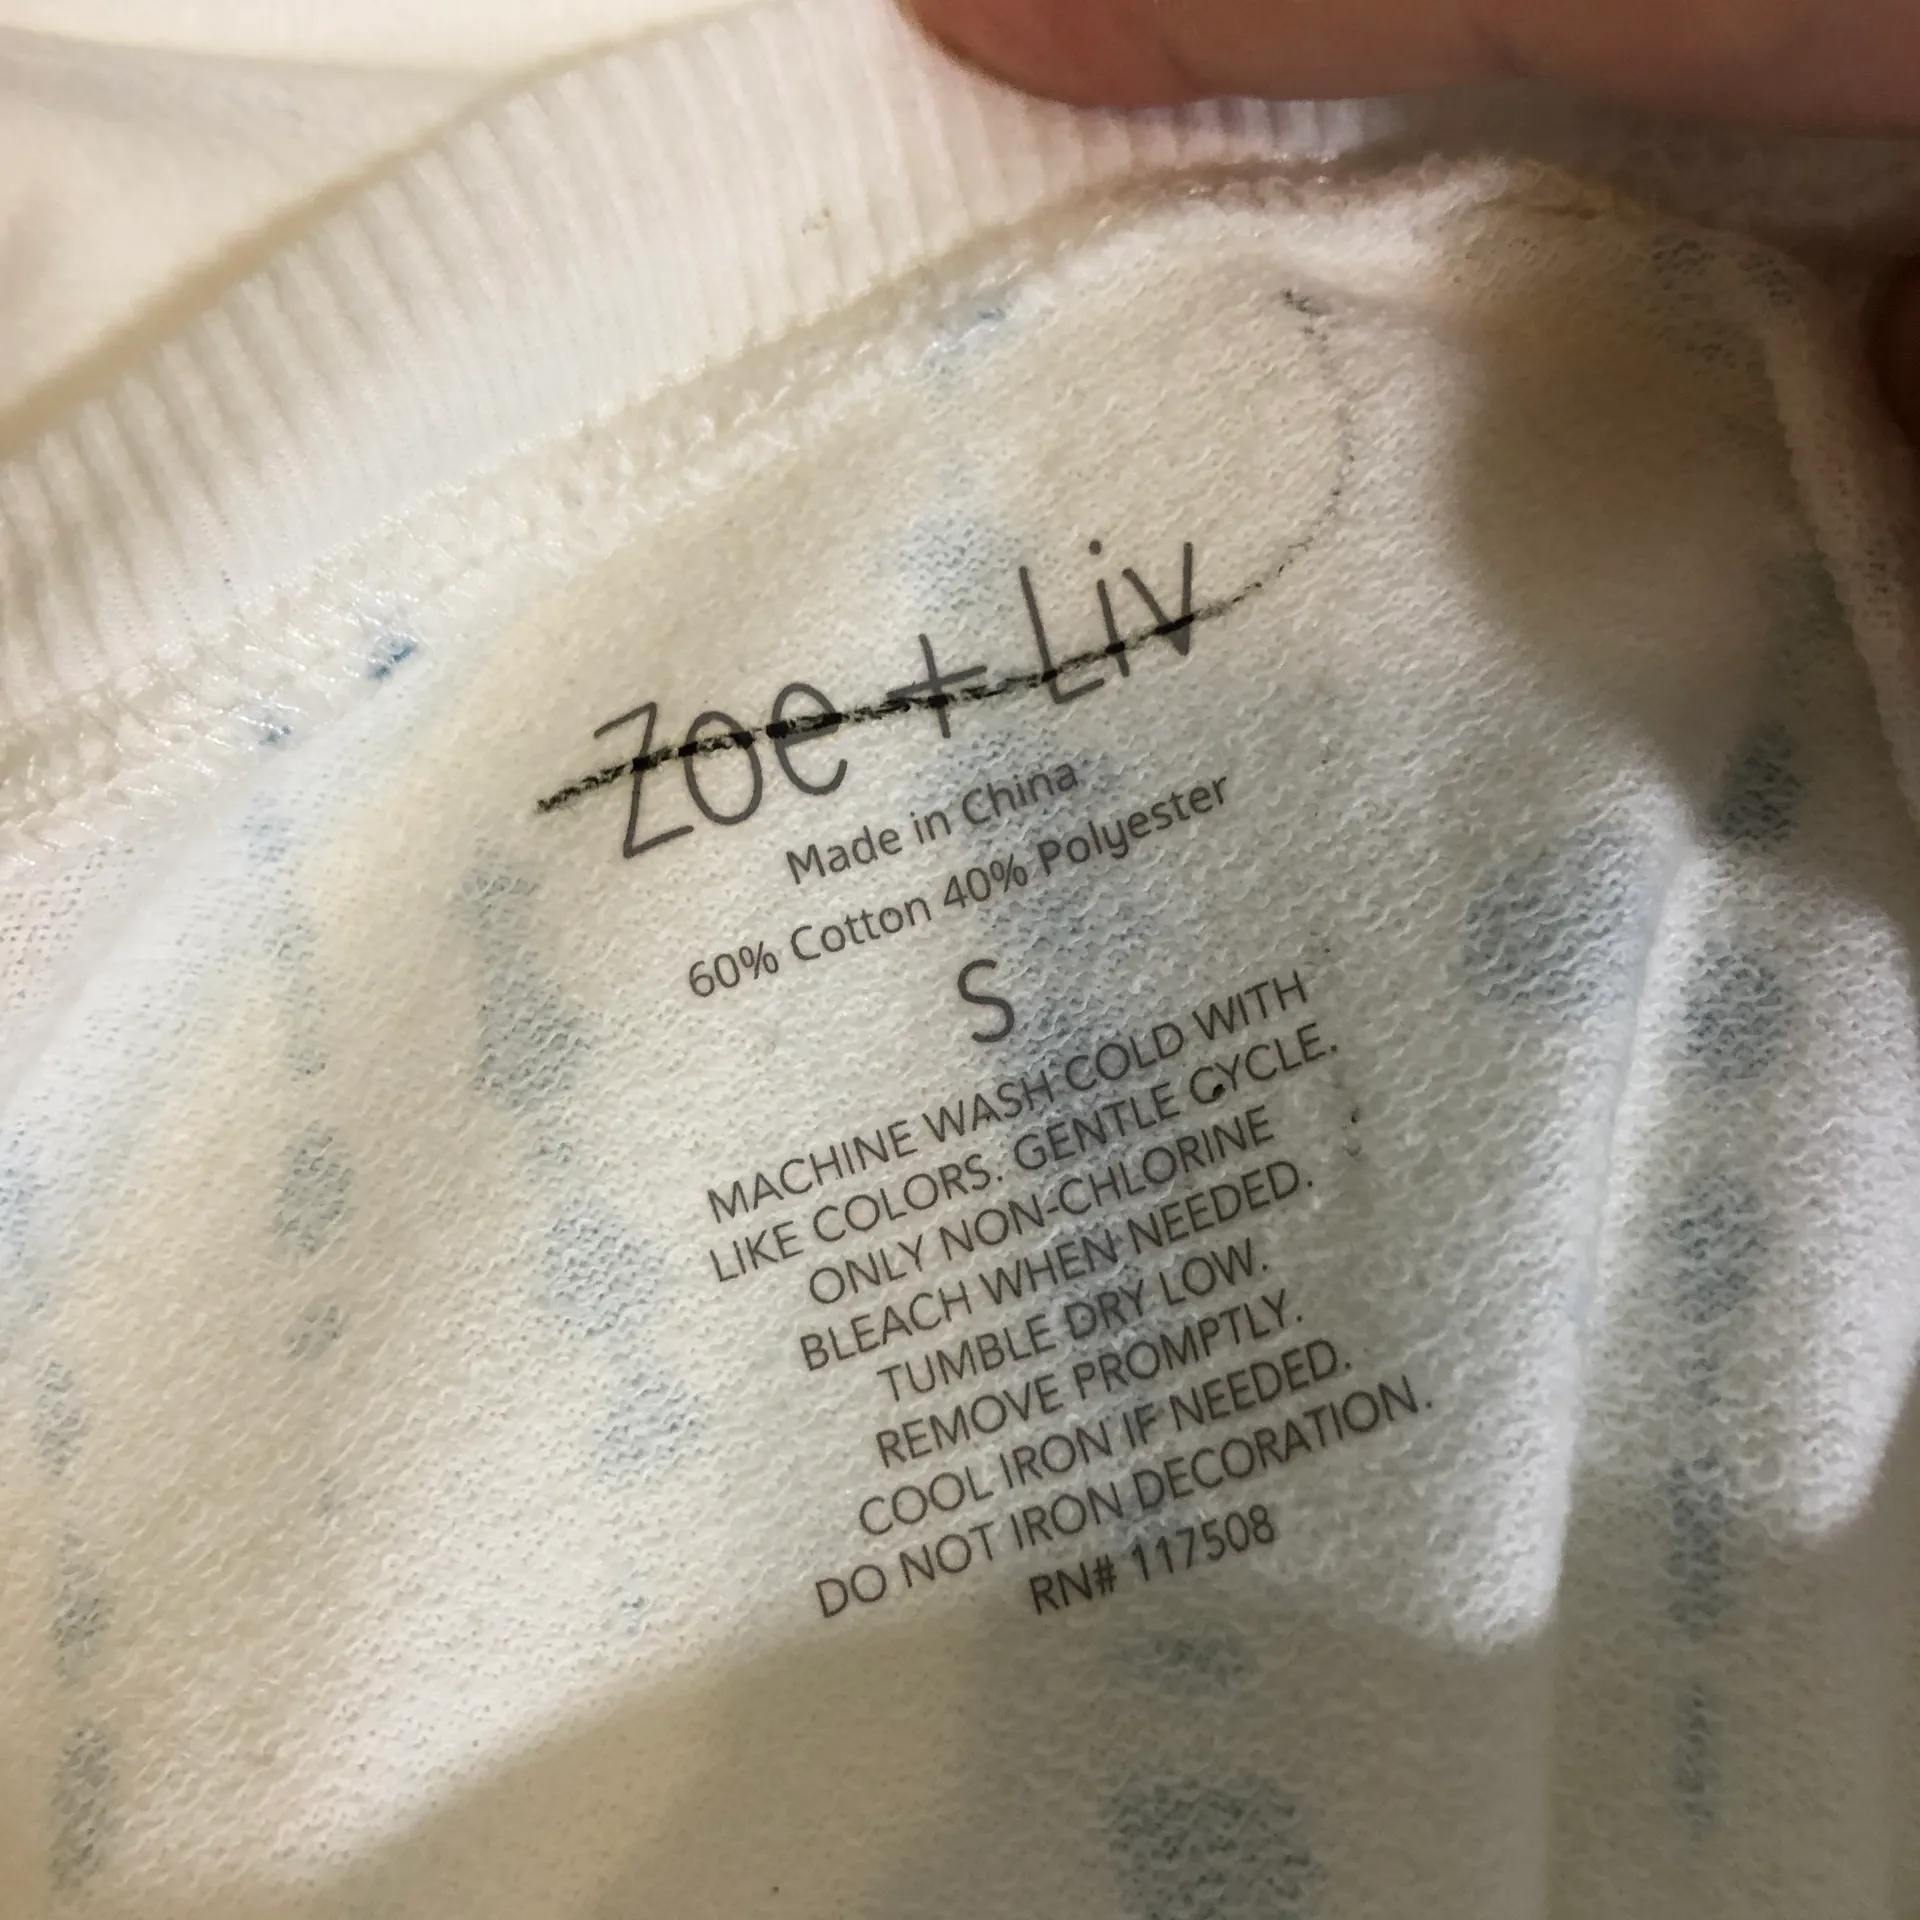 Zoe + Liv
Made in China
60% Cotton 40% Polyester
S
MACHINE WASH COLD WITH
LIKE COLORS. GENTLE CYCLE.
ONLY NON-CHLORINE
BLEACH WHEN NEEDED.
TUMBLE DRY LOW.
REMOVE PROMPTLY.
COOL IRON IF NEEDED.
DO NOT IRON DECORATION.
RN# 117508